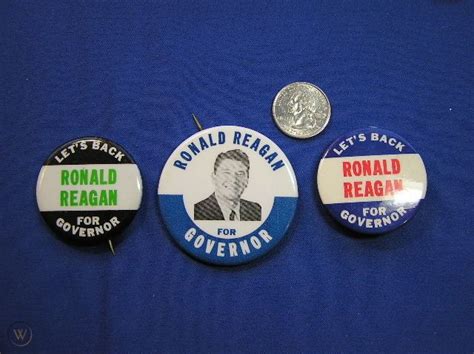 LET'S BACK
RONALD
REAGAN
FOR
GOVERNOR
RONALD REAGAN
FOR
GOVERNOR
LET'S BACK
RONALD
REAGAN
FOR
GOVERNOR
W